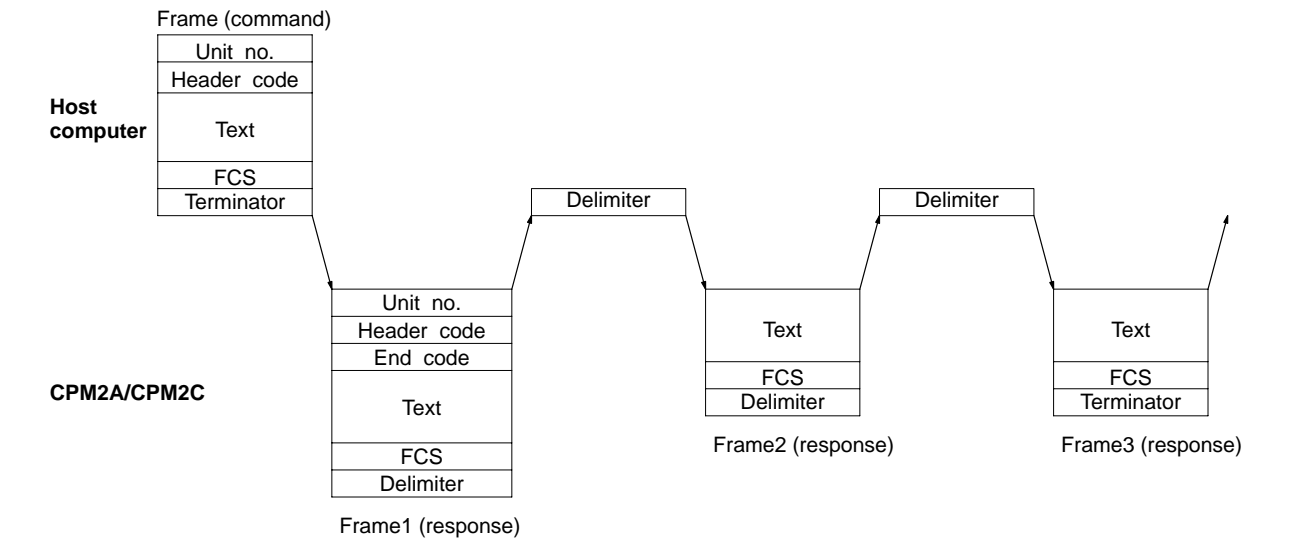 Frame (command)
Unit no.
Header code
Host
computer
Text
FCS
Terminator
Delimiter
Delimiter
CPM2A/CPM2C
Unit no.
Header code
End code
Text
FCS
Delimiter
Frame1 (response)
Text
FCS
Delimiter
Frame2 (response)
Text
FCS
Terminator
Frame3 (response)